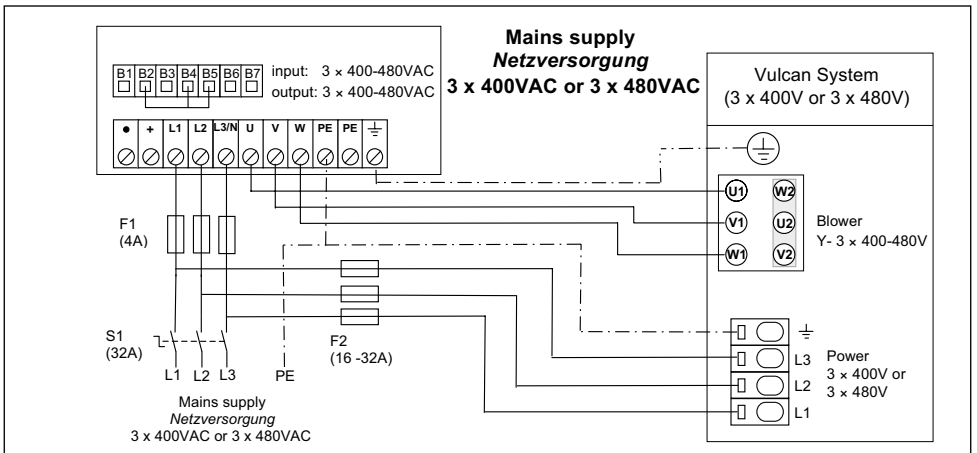 Mains supply
Netzversorgung
3 x 400VAC or 3 x 480VAC
B1 B2 B3 B4 B5 B6 B7
input: 3 × 400-480VAC
output: 3 × 400-480VAC
• + L1 L2 L3/N U V W PE PE
F1
(4A)
S1
(32A)
L1 L2 L3 PE
F2
(16 -32A)
Mains supply
Netzversorgung
3 x 400VAC or 3 x 480VAC
Vulcan System
(3 x 400V or 3 x 480V)
U1 W2
V1 U2
W1 V2
Blower
Y- 3 × 400-480V
L3
L2
L1
Power
3 × 400V or
3 × 480V